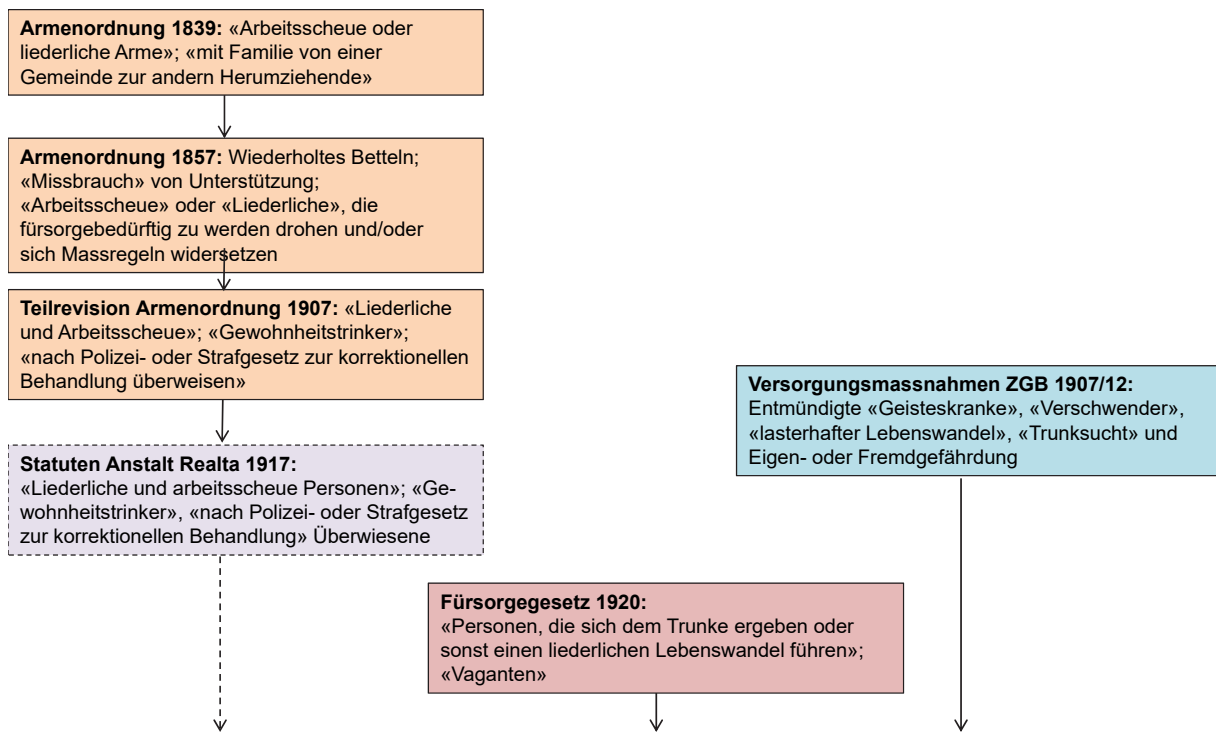 Armenordnung 1839: «Arbeitsscheue oder
liederliche Arme»; «mit Familie von einer
Gemeinde zur andern Herumziehende»
Armenordnung 1857: Wiederholtes Betteln;
«Missbrauch» von Unterstützung;
«Arbeitsscheue» oder «Liederliche», die
fürsorgebedürftig zu werden drohen und/oder
sich Massregeln widersetzen
Teilrevision Armenordnung 1907: «Liederliche
und Arbeitsscheue»; «Gewohnheitstrinker»;
«nach Polizei- oder Strafgesetz zur korrektionellen
Behandlung überweisen»
Versorgungsmassnahmen ZGB 1907/12:
Entmündigte «Geisteskranke», «Verschwender»,
«lasterhafter Lebenswandel», «Trunksucht» und
Eigen- oder Fremdgefährdung
Statuten Anstalt Realta 1917:
«Liederliche und arbeitsscheue Personen»; «Ge-
wohnheitstrinker», «nach Polizei- oder Strafgesetz
zur korrektionellen Behandlung» Überwiesene
Fürsorgegesetz 1920:
«Personen, die sich dem Trunke ergeben oder
sonst einen liederlichen Lebenswandel führen»;
«Vaganten»